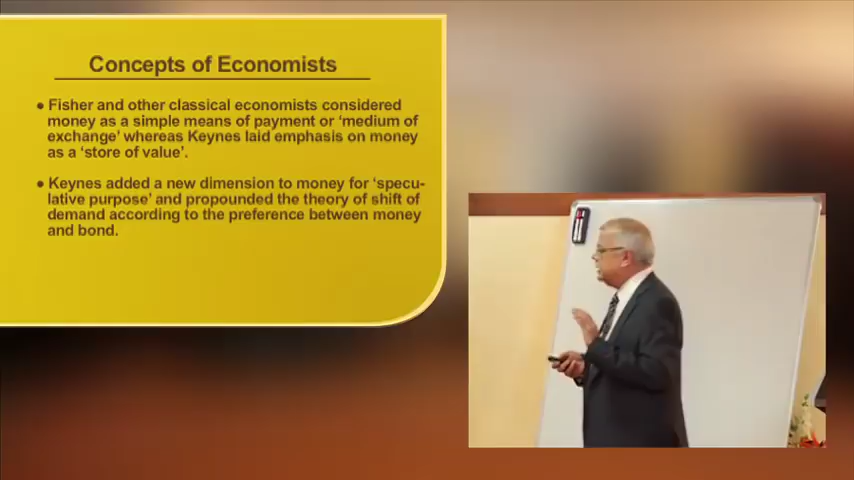 Concepts of Economists
● Fisher and other classical economists considered
money as a simple means of payment or ‘medium of
exchange’ whereas Keynes laid emphasis on money
as a ‘store of value’.
● Keynes added a new dimension to money for ‘specu-
lative purpose’ and propounded the theory of shift of
demand according to the preference between money
and bond.